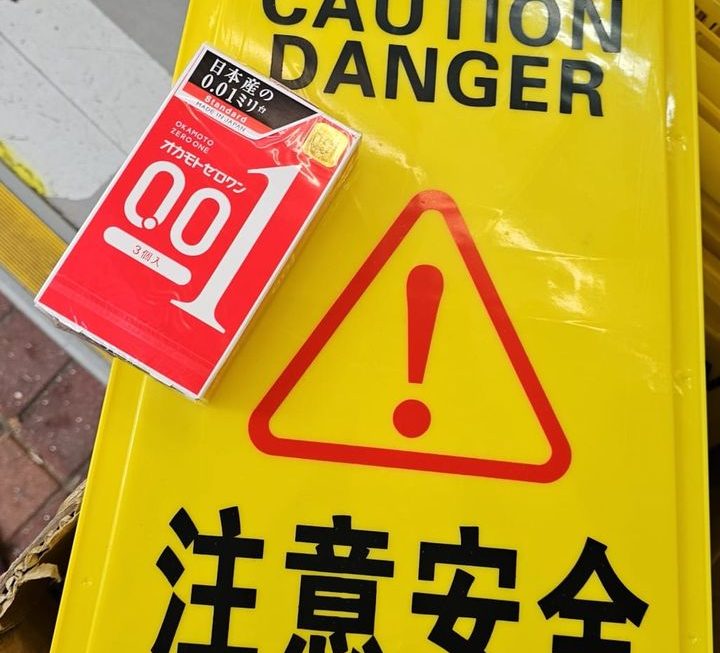 CAUTION
DANGER
日本産の
0.01ミリ台
Standard
MADE IN JAPAN
OKAMOTO
ZERO ONE
オカモトゼロワン
0.01
3個入
注意安全